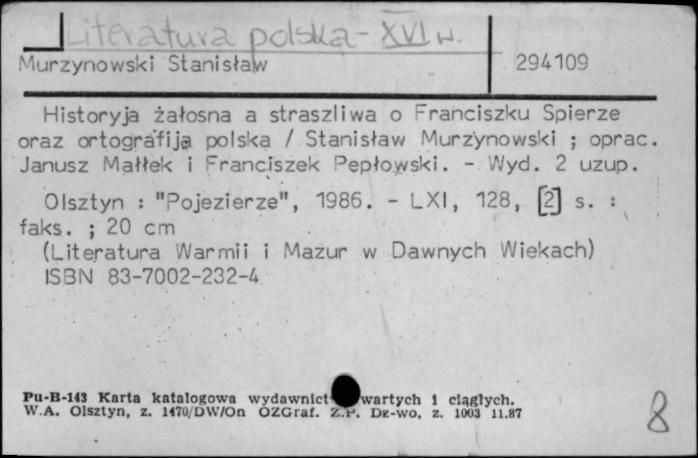 Literatura polska - XVI w.
Murzynowski Stanisław 294109
Historyja żałosna a straszliwa o Franciszku Spierze
oraz ortografiją polską / Stanisław Murzynowski ; oprac.
Janusz Małłek i Franciszek Pepłowski. - Wyd. 2 uzup.
Olsztyn : "Pojezierze", 1986. - LXI, 128, [2] s. :
faks. ; 20 cm
(Literatura Warmii i Mazur w Dawnych Wiekach)
ISBN 83-7002-232-4
Pu-B-143 Karta katalogowa wydawnict wartych i ciągłych.
W.A. Olsztyn, z. 1470/DW/On OZGraf. Z.P. Dz-wo, z. 1003 11.87
8